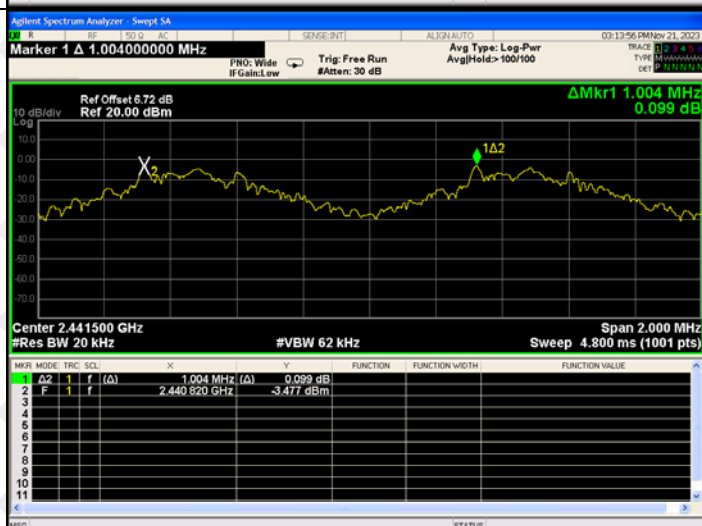 Agilent Spectrum Analyzer - Swept SA
LXI R RF 50 Ω AC SENSE:INT ALIGN AUTO 03:13:56 PM Nov 21, 2023
Marker 1 Δ 1.004000000 MHz
PNO: Wide Trig: Free Run Avg Type: Log-Pwr TRACE 1 2 3 4 5 6
IFGain:Low #Atten: 30 dB Avg|Hold:> 100/100 TYPE M WWWWW
DET P N N N N N
ΔMkr1 1.004 MHz
0.099 dB
Ref Offset 6.72 dB
10 dB/div Ref 20.00 dBm
Log
10.0
0.00
-10.0
-20.0
-30.0
-40.0
-50.0
-60.0
-70.0
2
1Δ2
Center 2.441500 GHz Span 2.000 MHz
#Res BW 20 kHz #VBW 62 kHz Sweep 4.800 ms (1001 pts)
MKR MODE TRC SCL X Y FUNCTION FUNCTION WIDTH FUNCTION VALUE
1 Δ2 1 f (Δ) 1.004 MHz (Δ) 0.099 dB
2 F 1 f 2.440 820 GHz -3.477 dBm
3
4
5
6
7
8
9
10
11
MSG STATUS